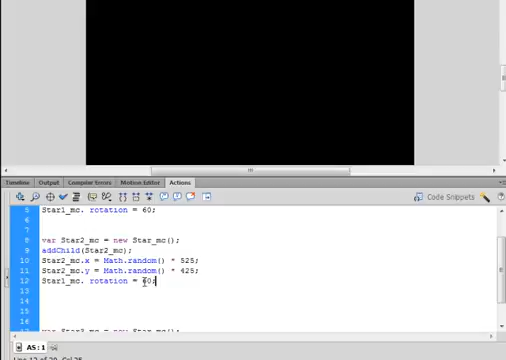 Timeline Output Compiler Errors Motion Editor Actions
Code Snippets
5 Star1_mc. rotation = 60;
6
7
8 var Star2_mc = new Star_mc();
9 addChild(Star2_mc);
10 Star2_mc.x = Math.random() * 525;
11 Star2_mc.y = Math.random() * 425;
12 Star1_mc. rotation = 60;
13
14
15
16
AS : 1